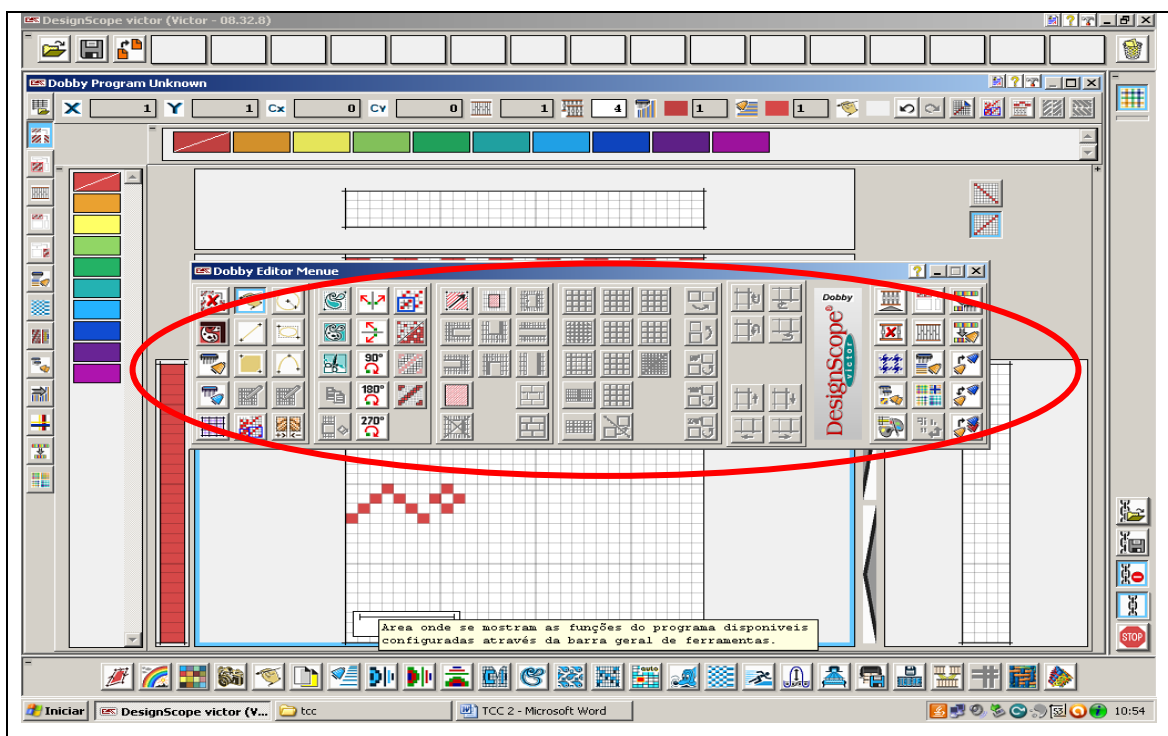 DesignScope victor (Victor - 08.32.8)
Dobby Program Unknown
X 1 Y 1 Cx 0 Cy 0 1 4 1 1
Dobby Editor Menue
90°
180°
270°
Dobby
DesignScope®
victor
auto
STOP
Area onde se mostram as funções do programa disponiveis
configuradas através da barra geral de ferramentas.
Iniciar DesignScope victor (V... tcc TCC 2 - Microsoft Word 10:54